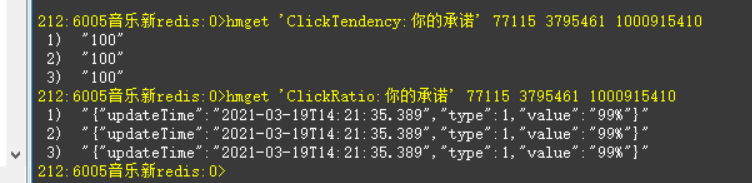 212:6005音乐新redis:0>hmget 'ClickTendency:你的承诺' 77115 3795461 1000915410
1) "100"
2) "100"
3) "100"
212:6005音乐新redis:0>hmget 'ClickRatio:你的承诺' 77115 3795461 1000915410
1) "{"updateTime":"2021-03-19T14:21:35.389","type":1,"value":"99%"}"
2) "{"updateTime":"2021-03-19T14:21:35.389","type":1,"value":"99%"}"
3) "{"updateTime":"2021-03-19T14:21:35.389","type":1,"value":"99%"}"
212:6005音乐新redis:0>